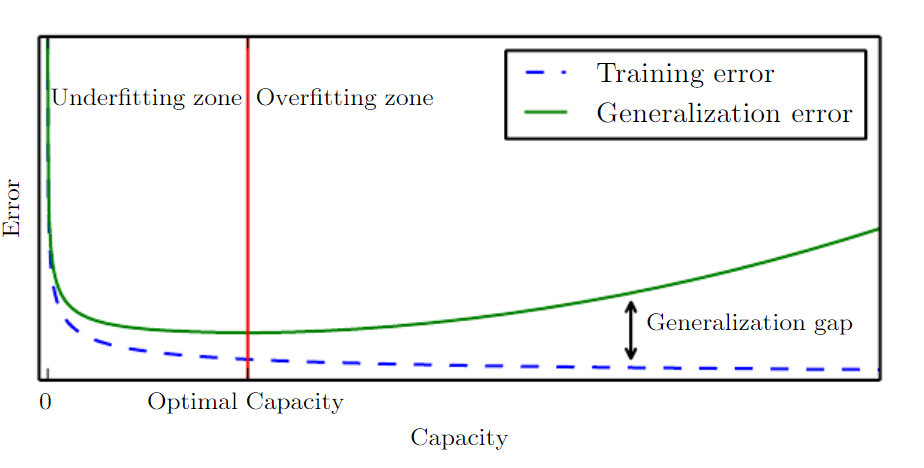 Training error
Generalization error
Underfitting zone
Overfitting zone
Error
Generalization gap
0
Optimal Capacity
Capacity